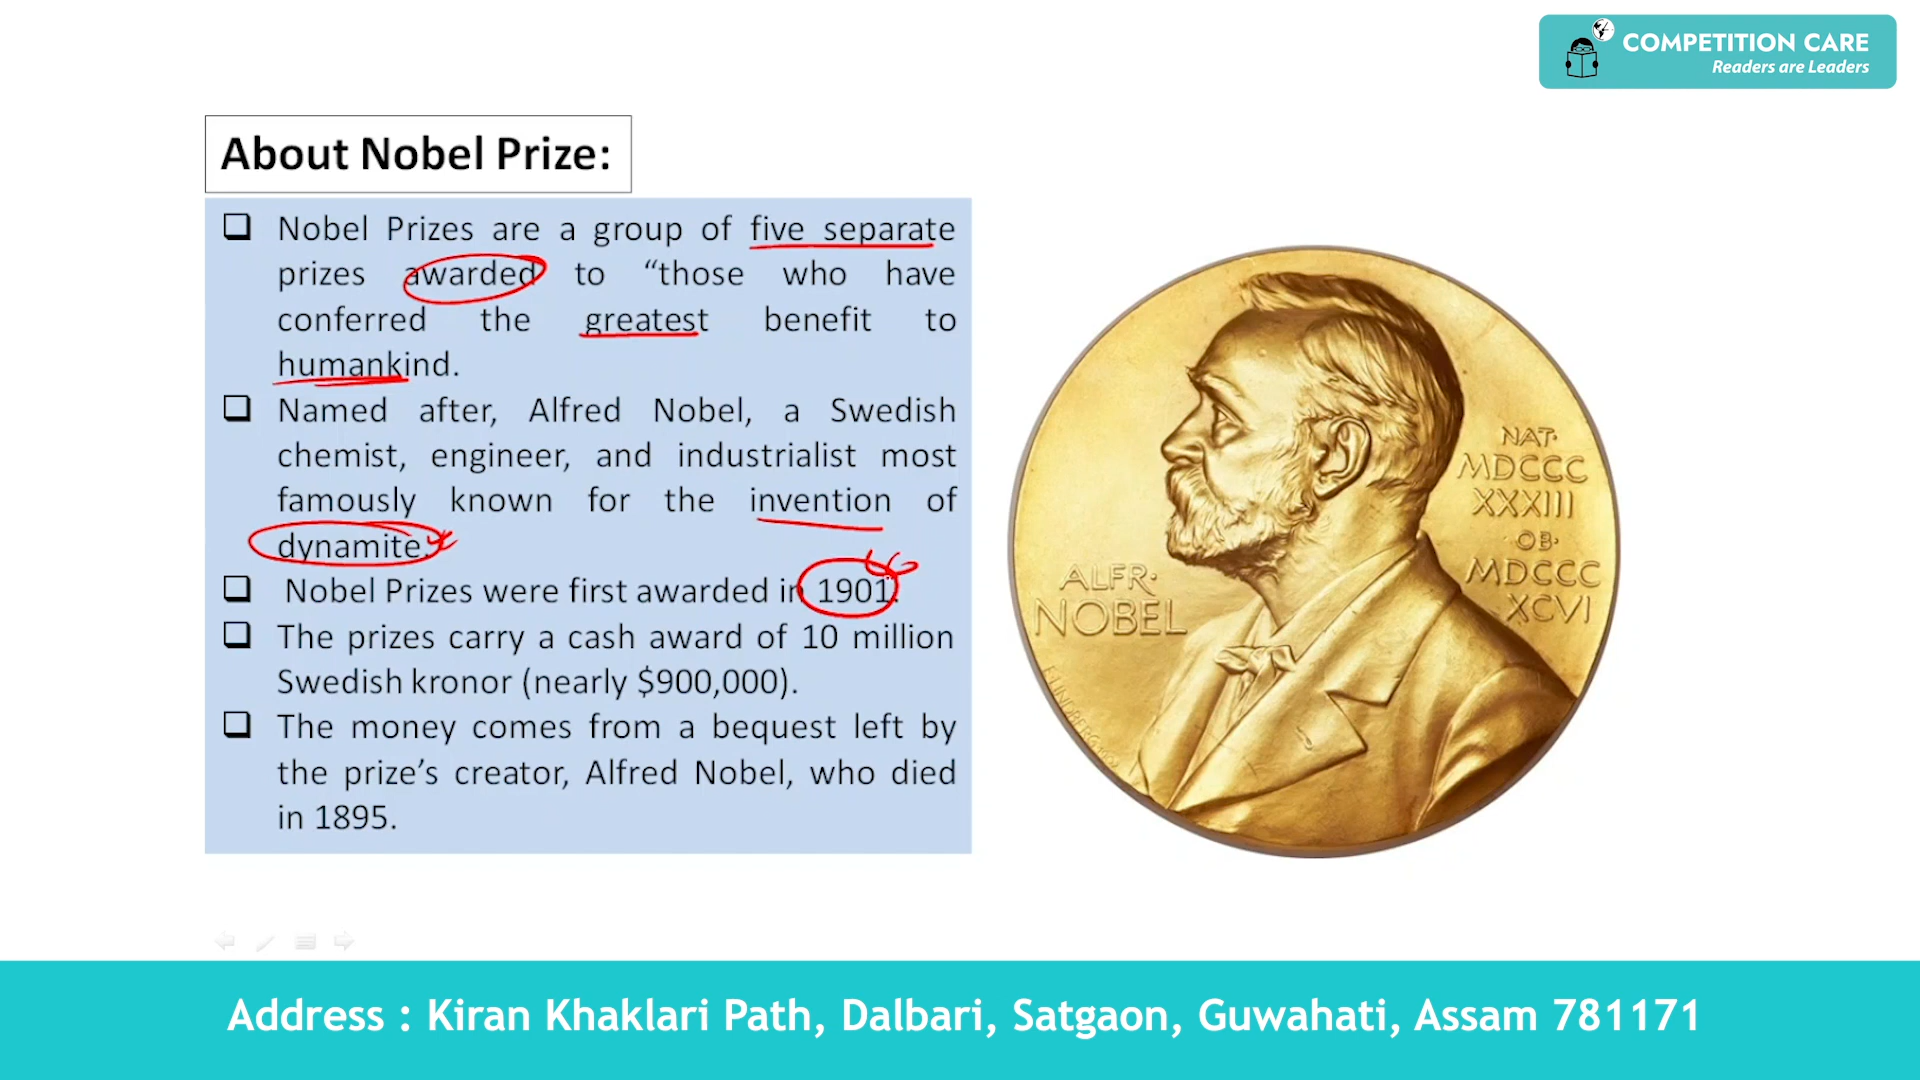 COMPETITION CARE
Readers are Leaders
About Nobel Prize:
Nobel Prizes are a group of five separate
prizes awarded to “those who have
conferred the greatest benefit to
humankind.
Named after, Alfred Nobel, a Swedish
chemist, engineer, and industrialist most
famously known for the invention of
dynamite.
Nobel Prizes were first awarded in 1901.
The prizes carry a cash award of 10 million
Swedish kronor (nearly $900,000).
The money comes from a bequest left by
the prize’s creator, Alfred Nobel, who died
in 1895.
ALFR·
NOBEL
NAT·
MDCCC
XXXIII
OB·
MDCCC
XCVI
Address : Kiran Khaklari Path, Dalbari, Satgaon, Guwahati, Assam 781171